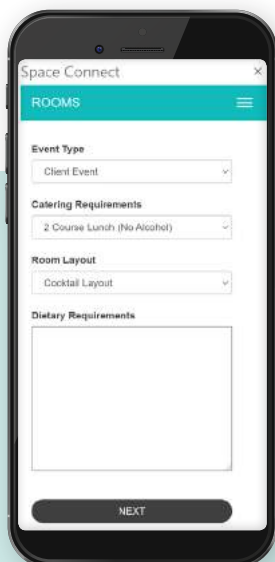 Space Connect ×
ROOMS
Event Type
Client Event
Catering Requirements
2 Course Lunch (No Alcohol)
Room Layout
Cocktail Layout
Dietary Requirements
NEXT